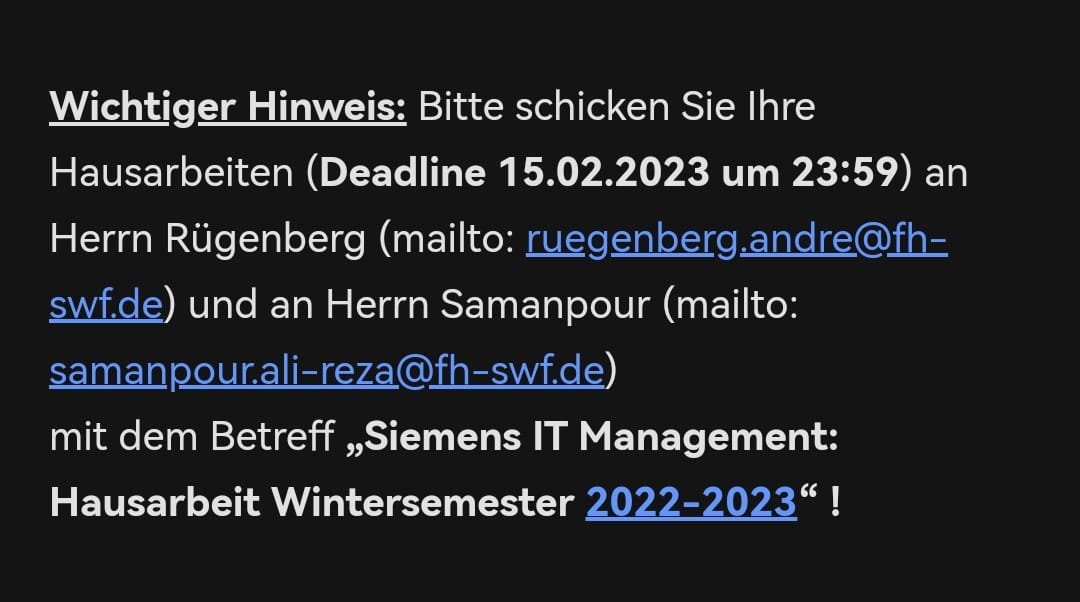 Wichtiger Hinweis: Bitte schicken Sie Ihre
Hausarbeiten (Deadline 15.02.2023 um 23:59) an
Herrn Rügenberg (mailto: ruegenberg.andre@fh-
swf.de) und an Herrn Samanpour (mailto:
samanpour.ali-reza@fh-swf.de)
mit dem Betreff „Siemens IT Management:
Hausarbeit Wintersemester 2022-2023“ !